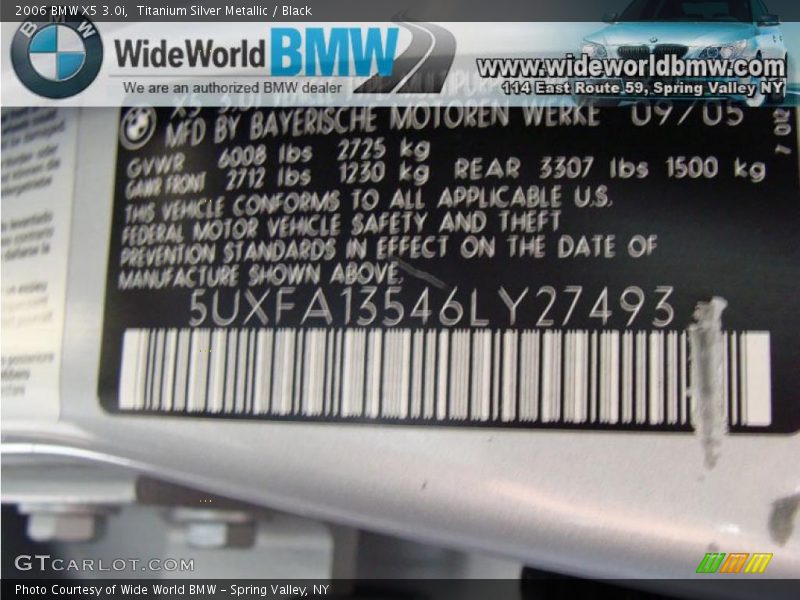 2006 BMW X5 3.0i,  Titanium Silver Metallic / Black
BMW
WideWorld BMW
We are an authorized BMW dealer
www.wideworldbmw.com
114 East Route 59, Spring Valley NY
X5 3.0i
MFD BY BAYERISCHE MOTOREN WERKE 09/05
GVWR 6008 lbs 2725 kg
GAWR FRONT 2712 lbs 1230 kg REAR 3307 lbs 1500 kg
THIS VEHICLE CONFORMS TO ALL APPLICABLE U.S.
FEDERAL MOTOR VEHICLE SAFETY AND THEFT
PREVENTION STANDARDS IN EFFECT ON THE DATE OF
MANUFACTURE SHOWN ABOVE.
5UXFA13546LY27493
GTCARLOT.COM
Photo Courtesy of Wide World BMW – Spring Valley, NY